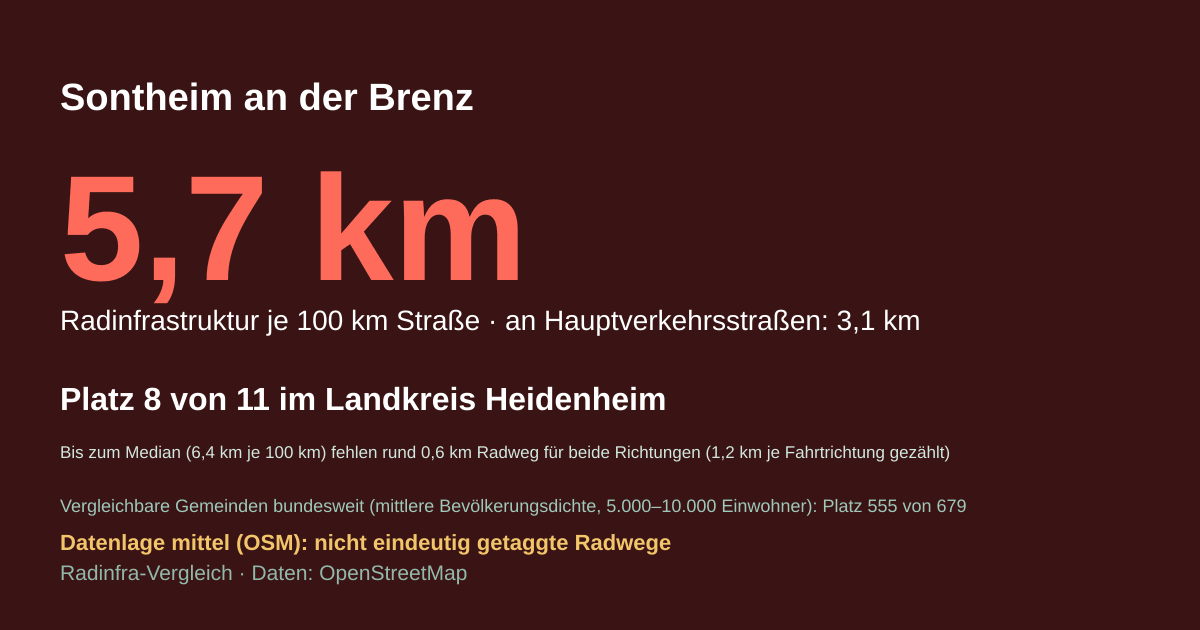 Sontheim an der Brenz
5,7 km
Radinfrastruktur je 100 km Straße · an Hauptverkehrsstraßen: 3,1 km
Platz 8 von 11 im Landkreis Heidenheim
Bis zum Median (6,4 km je 100 km) fehlen rund 0,6 km Radweg für beide Richtungen (1,2 km je Fahrtrichtung gezählt)
Vergleichbare Gemeinden bundesweit (mittlere Bevölkerungsdichte, 5.000–10.000 Einwohner): Platz 555 von 679
Datenlage mittel (OSM): nicht eindeutig getaggte Radwege
Radinfra-Vergleich · Daten: OpenStreetMap